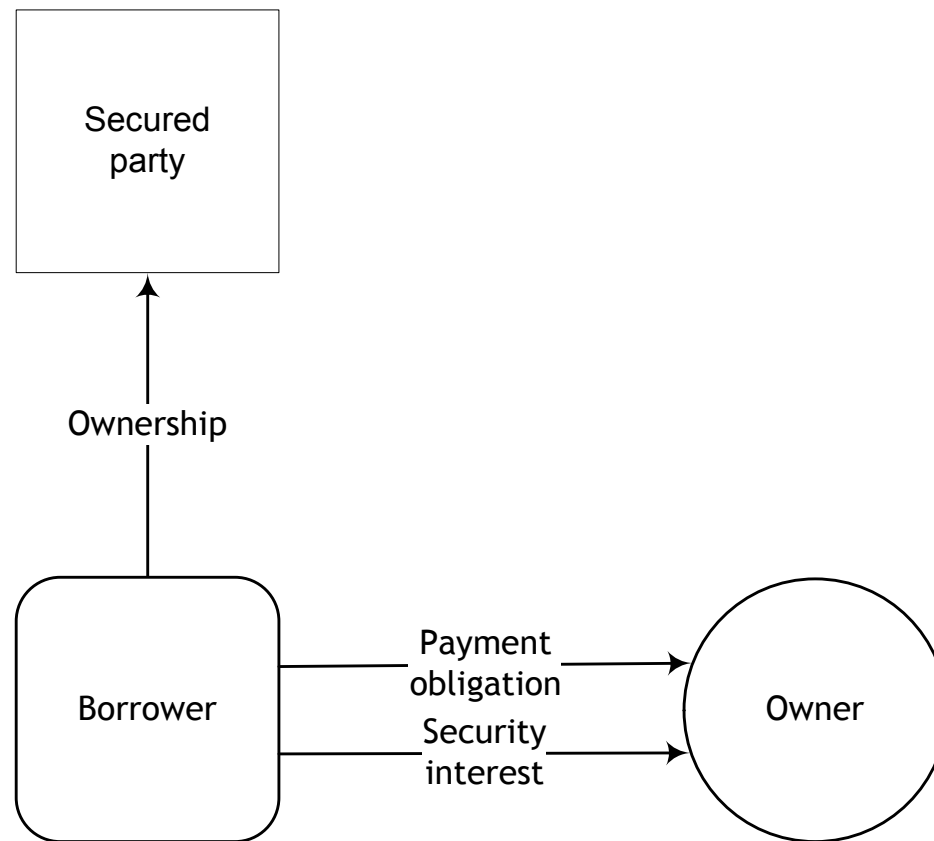 Secured
party
Ownership
Payment
obligation
Borrower
Owner
Security
interest